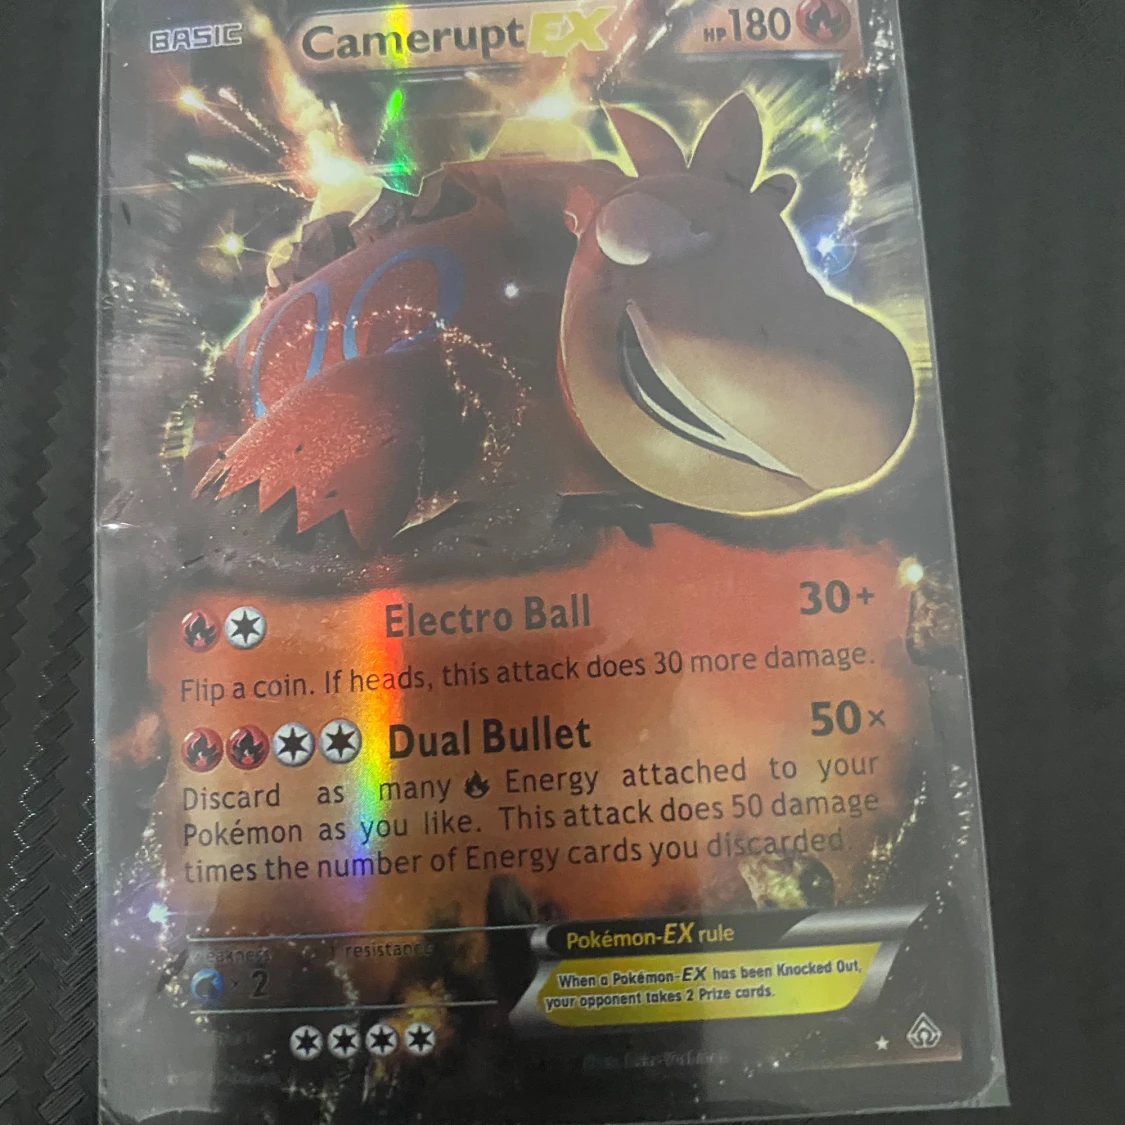 BASIC Camerupt EX HP180
Electro Ball 30+
Flip a coin. If heads, this attack does 30 more damage.
Dual Bullet 50×
Discard as many Energy attached to your
Pokémon as you like. This attack does 50 damage
times the number of Energy cards you discarded
weakness resistance
2
Pokémon-EX rule
When a Pokémon-EX has been Knocked Out,
your opponent takes 2 Prize cards.